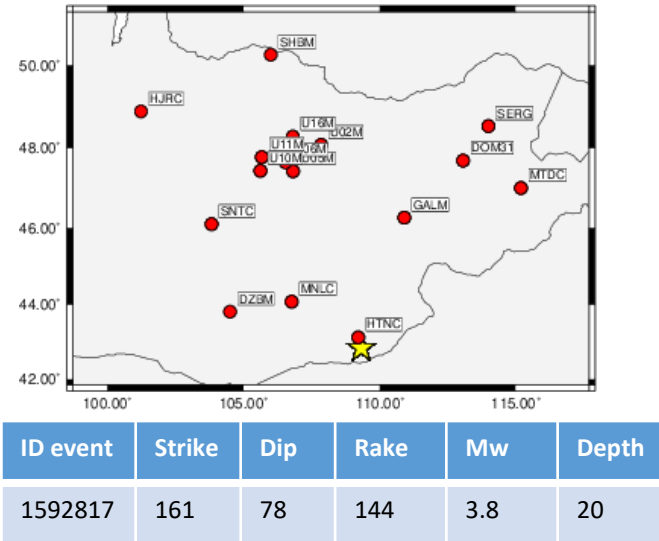 SHBM
50.00°
HJRC
SERG
U16M
U02M
48.00°
U11M
DOM31
U10M
MTDC
GALM
SNTC
46.00°
MNLC
DZBM
44.00°
HTNC
42.00°
100.00°
105.00°
110.00°
115.00°
ID event Strike Dip Rake Mw Depth
1592817 161 78 144 3.8 20